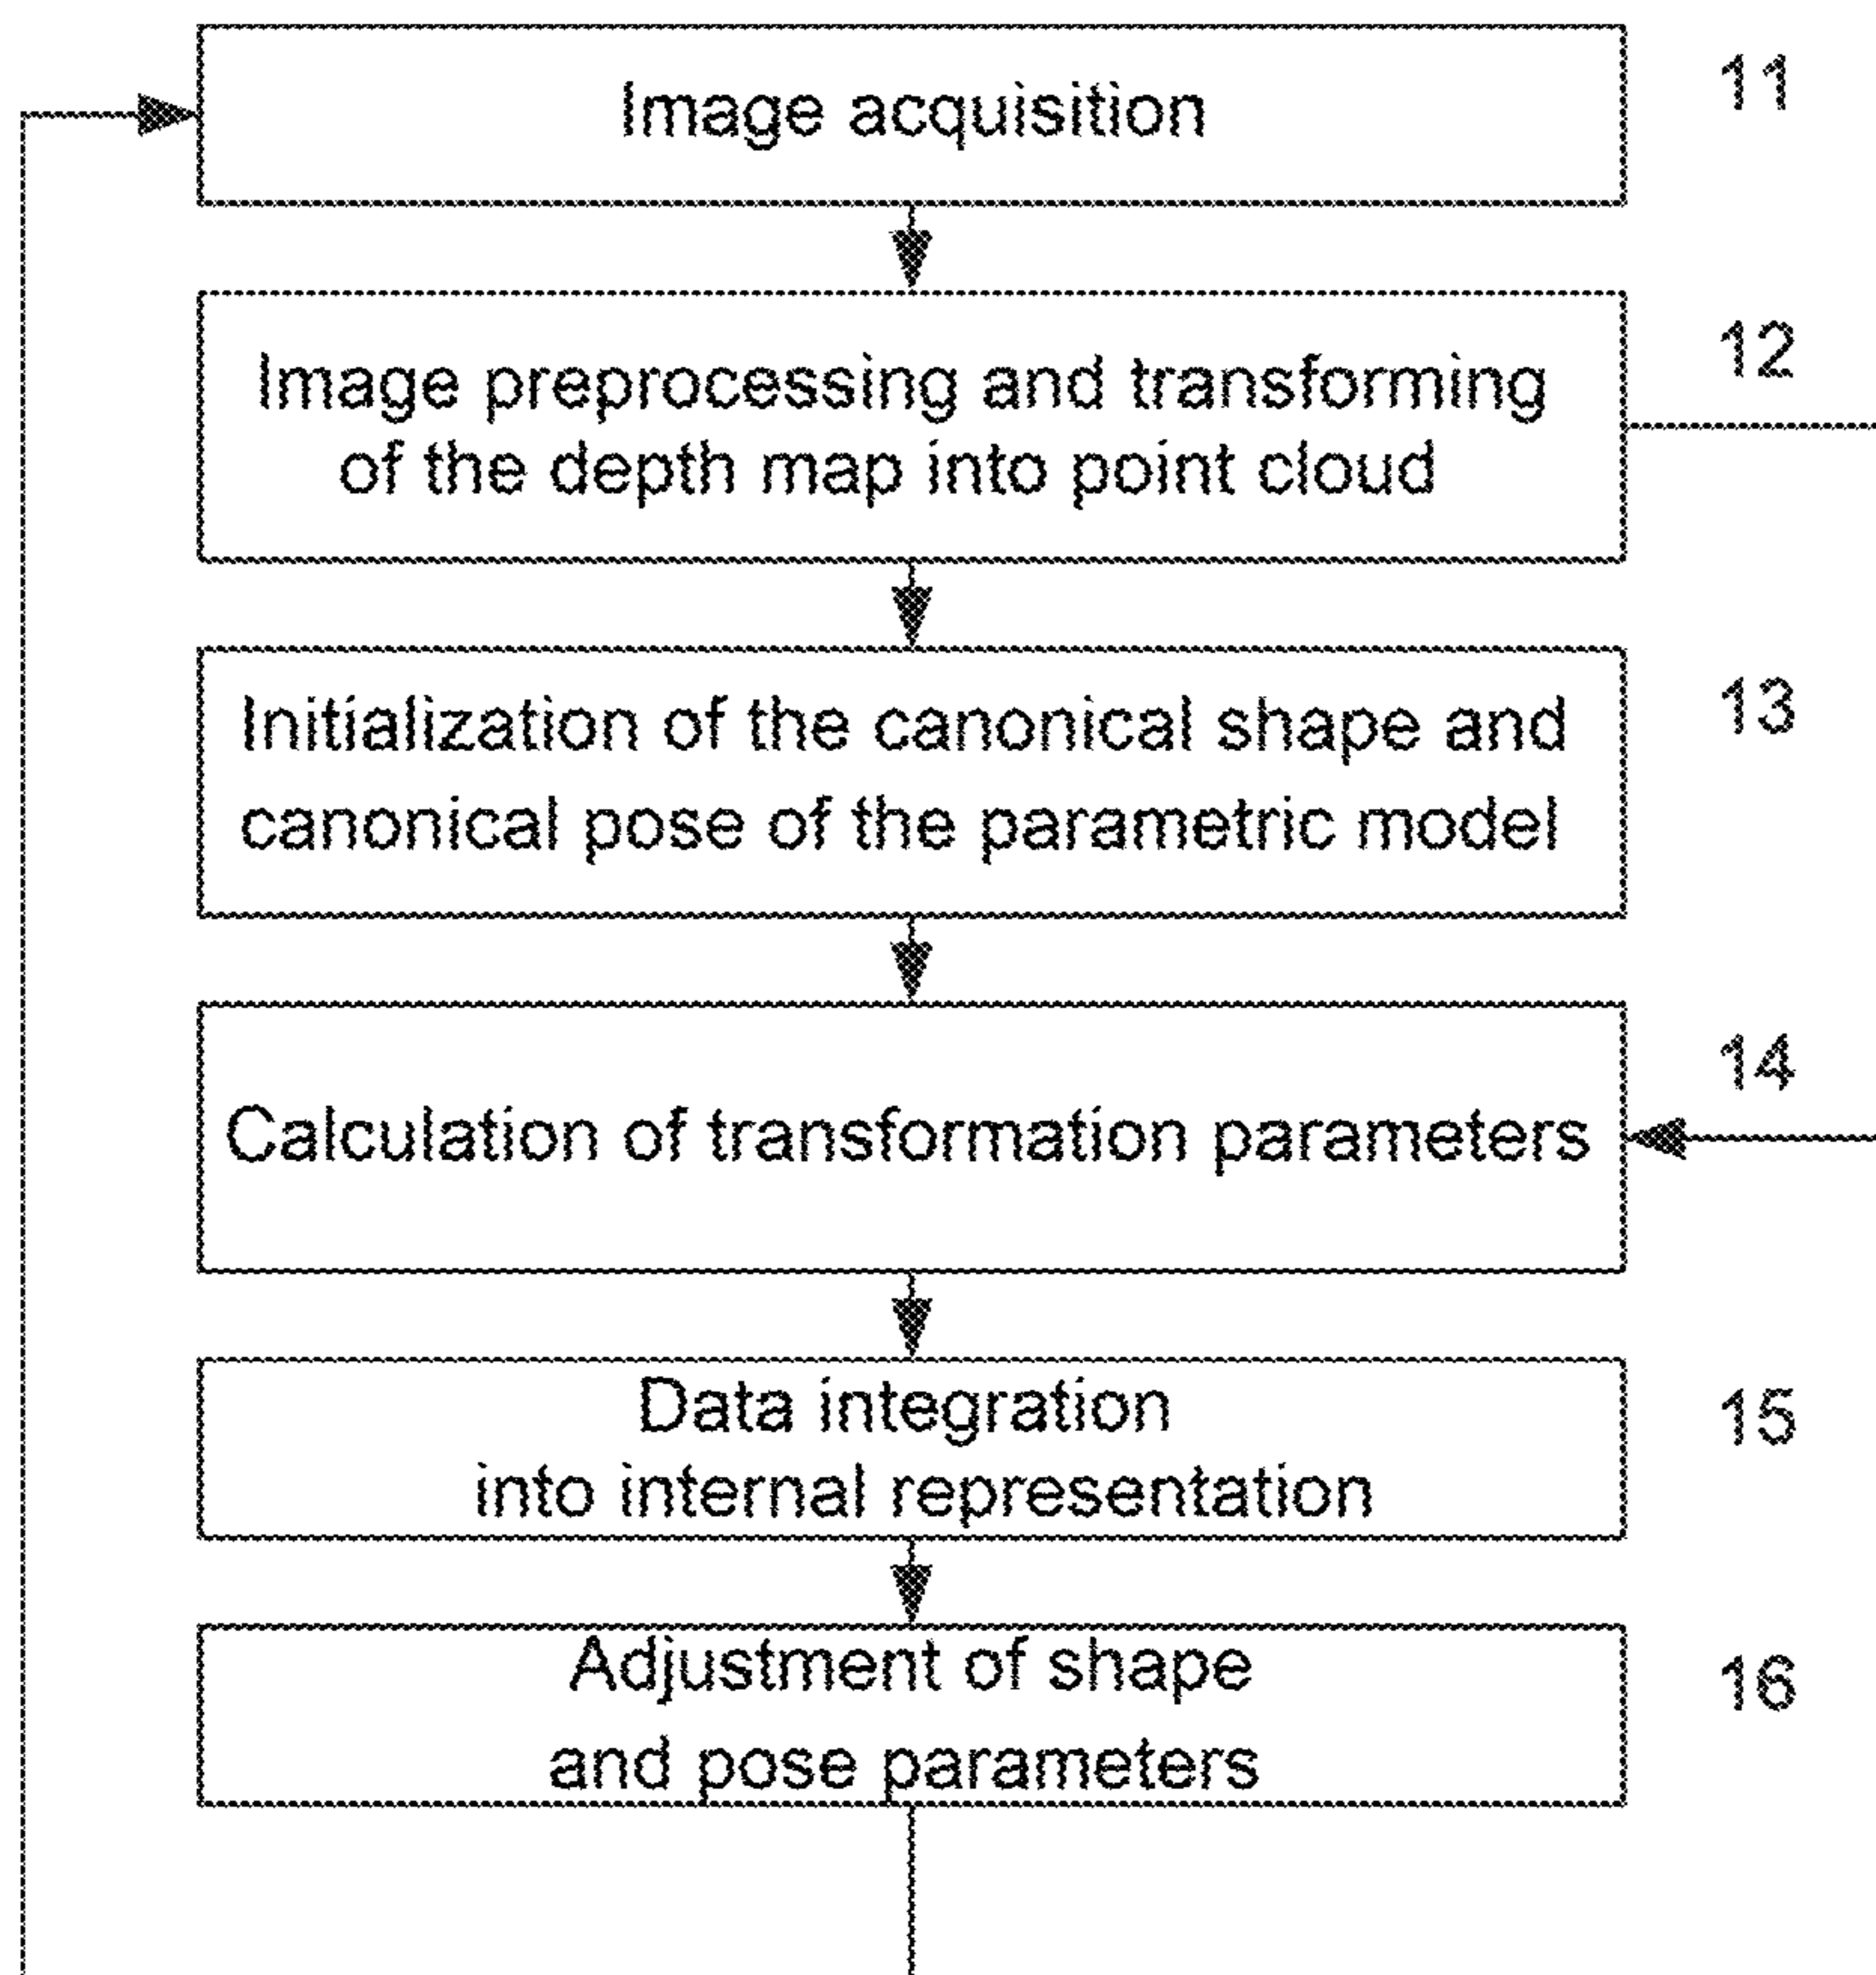 Image acquisition
11
Image preprocessing and transforming
of the depth map into point cloud
12
Initialization of the canonical shape and
canonical pose of the parametric model
13
Calculation of transformation parameters
14
Data integration
into internal representation
15
Adjustment of shape
and pose parameters
16